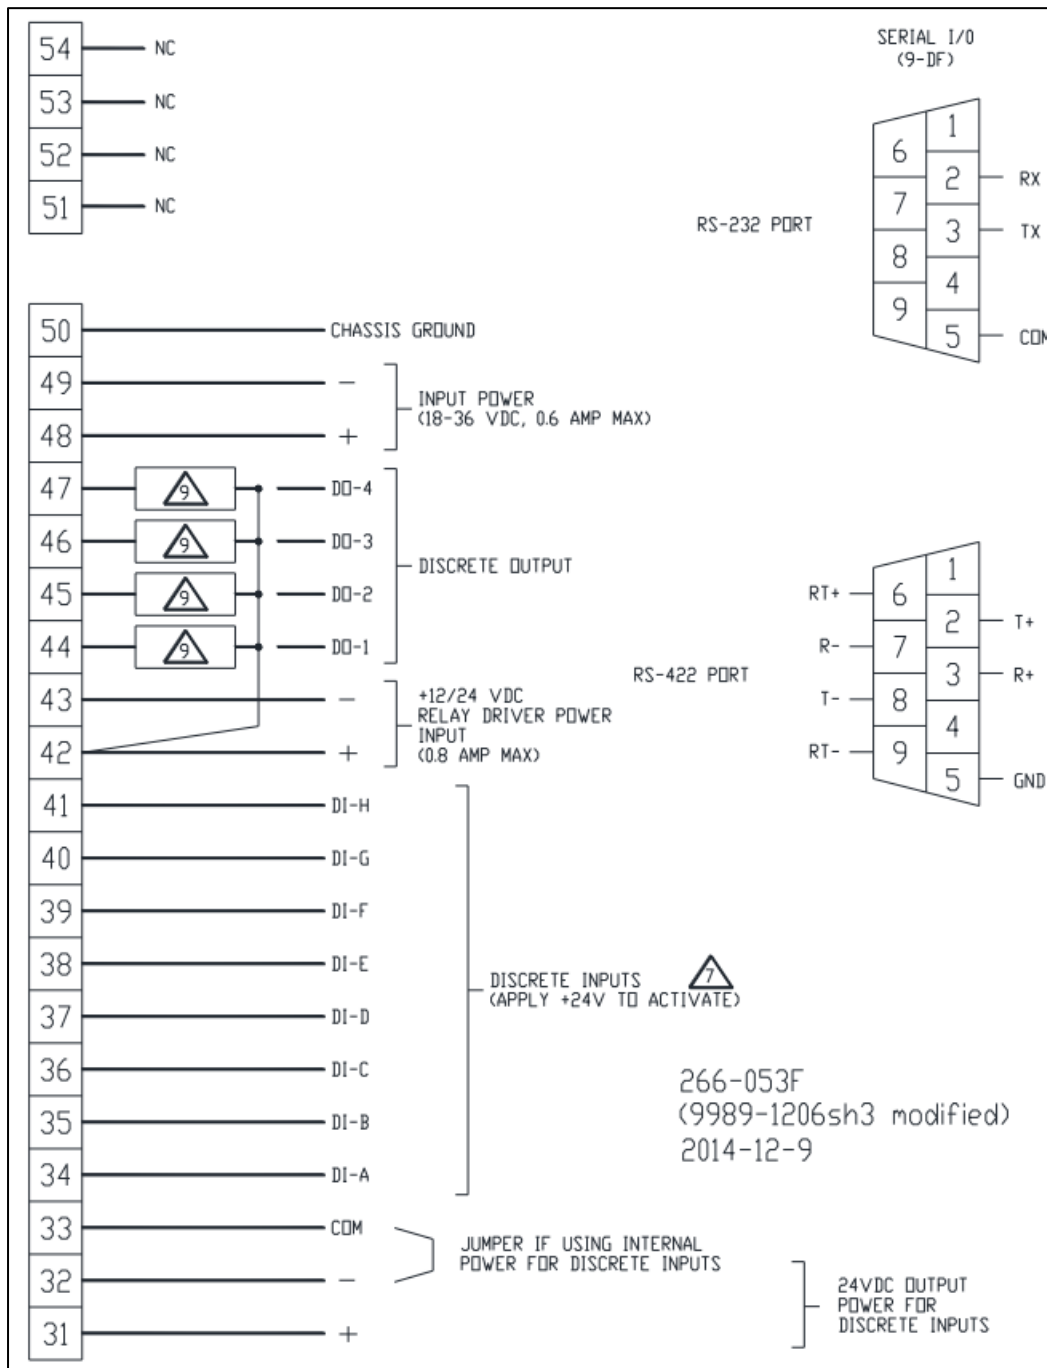 54 NC
53 NC
52 NC
51 NC
SERIAL I/O
(9-DF)
RS-232 PORT
6
7
8
9
1
2 RX
3 TX
4
5 COM
50 CHASSIS GROUND
49 -
48 +
INPUT POWER
(18-36 VDC, 0.6 AMP MAX)
47 9 DO-4
46 9 DO-3
45 9 DO-2
44 9 DO-1
DISCRETE OUTPUT
43 -
42 +
+12/24 VDC
RELAY DRIVER POWER
INPUT
(0.8 AMP MAX)
RS-422 PORT
RT+ 6
R- 7
T- 8
RT- 9
1
2 T+
3 R+
4
5 GND
41 DI-H
40 DI-G
39 DI-F
38 DI-E
37 DI-D
36 DI-C
35 DI-B
34 DI-A
DISCRETE INPUTS 7
(APPLY +24V TO ACTIVATE)
266-053F
(9989-1206sh3 modified)
2014-12-9
33 COM
32 -
31 +
JUMPER IF USING INTERNAL
POWER FOR DISCRETE INPUTS
24VDC OUTPUT
POWER FOR
DISCRETE INPUTS